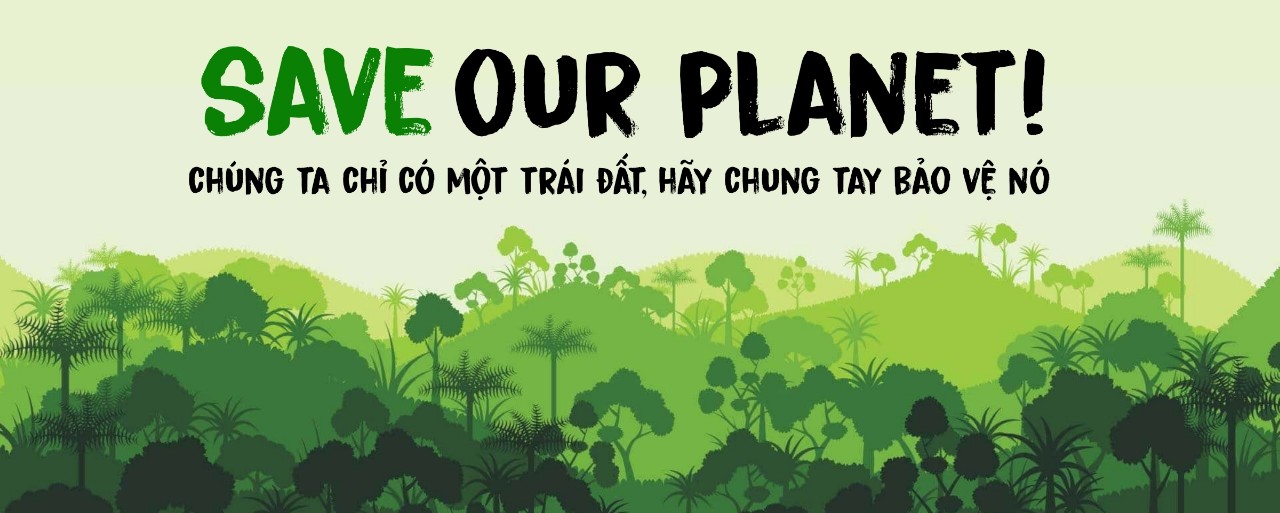 SAVE OUR PLANET!
CHÚNG TA CHỈ CÓ MỘT TRÁI ĐẤT, HÃY CHUNG TAY BẢO VỆ NÓ